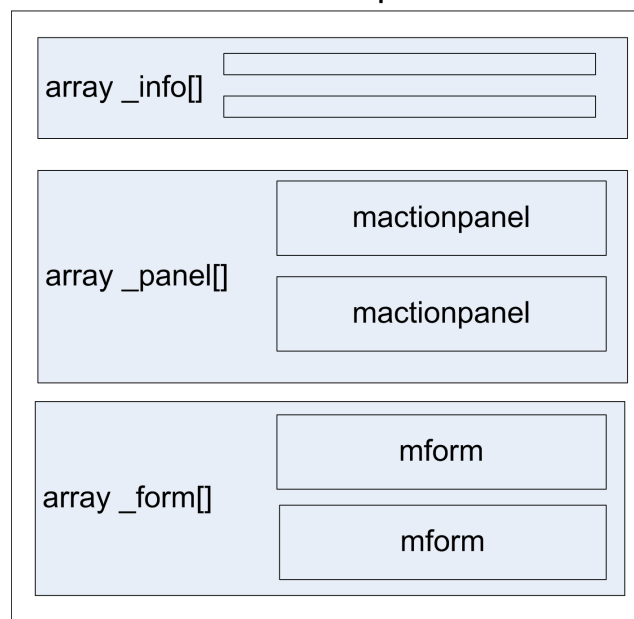 array _info[]
mactionpanel
array _panel[]
mactionpanel
mform
array _form[]
mform